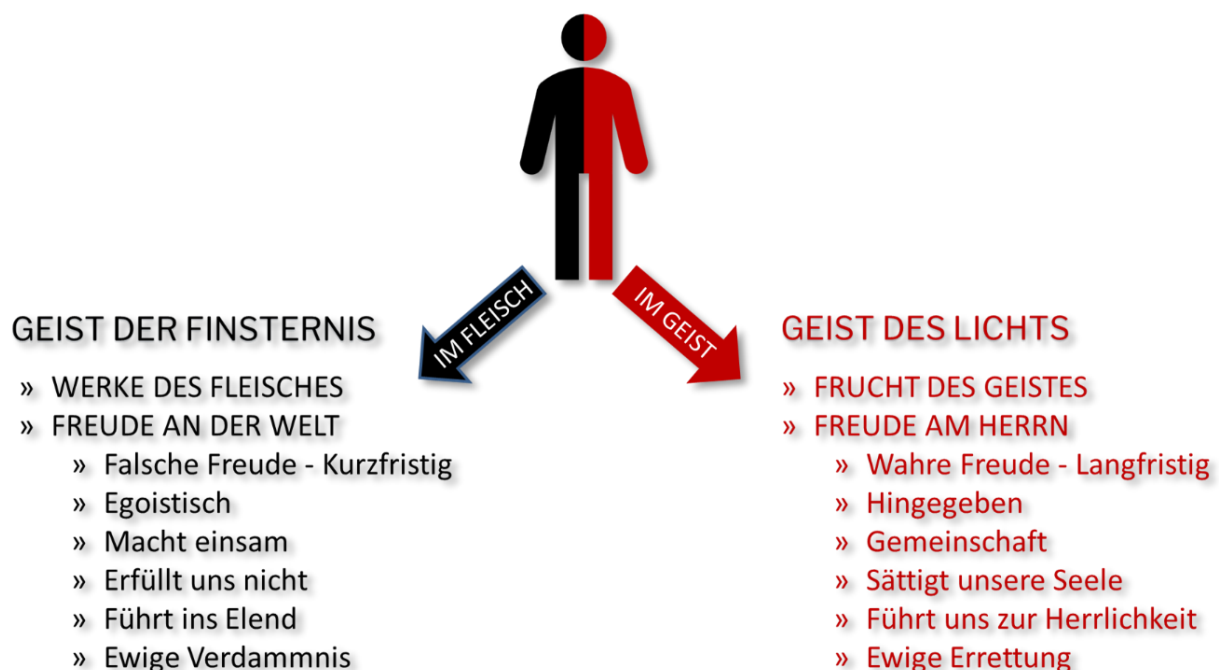 IM FLEISCH
IM GEIST
GEIST DER FINSTERNIS
» WERKE DES FLEISCHES
» FREUDE AN DER WELT
» Falsche Freude - Kurzfristig
» Egoistisch
» Macht einsam
» Erfüllt uns nicht
» Führt ins Elend
» Ewige Verdammnis
GEIST DES LICHTS
» FRUCHT DES GEISTES
» FREUDE AM HERRN
» Wahre Freude - Langfristig
» Hingegeben
» Gemeinschaft
» Sättigt unsere Seele
» Führt uns zur Herrlichkeit
» Ewige Errettung